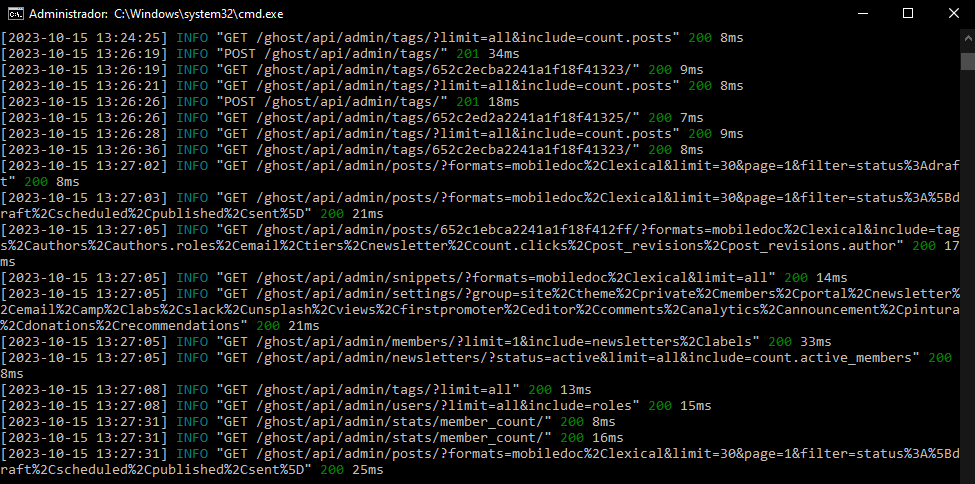 Administrador: C:\Windows\system32\cmd.exe
[2023-10-15 13:24:25] INFO "GET /ghost/api/admin/tags/?limit=all&include=count.posts" 200 8ms
[2023-10-15 13:26:19] INFO "POST /ghost/api/admin/tags/" 201 34ms
[2023-10-15 13:26:19] INFO "GET /ghost/api/admin/tags/652c2ecba2241a1f18f41323/" 200 9ms
[2023-10-15 13:26:21] INFO "GET /ghost/api/admin/tags/?limit=all&include=count.posts" 200 8ms
[2023-10-15 13:26:26] INFO "POST /ghost/api/admin/tags/" 201 18ms
[2023-10-15 13:26:26] INFO "GET /ghost/api/admin/tags/652c2ed2a2241a1f18f41325/" 200 7ms
[2023-10-15 13:26:28] INFO "GET /ghost/api/admin/tags/?limit=all&include=count.posts" 200 9ms
[2023-10-15 13:26:36] INFO "GET /ghost/api/admin/tags/652c2ecba2241a1f18f41323/" 200 8ms
[2023-10-15 13:27:02] INFO "GET /ghost/api/admin/posts/?formats=mobiledoc%2Clexical&limit=30&page=1&filter=status%3Adraf
t" 200 8ms
[2023-10-15 13:27:03] INFO "GET /ghost/api/admin/posts/?formats=mobiledoc%2Clexical&limit=30&page=1&filter=status%3A%5Bd
raft%2Cscheduled%2Cpublished%2Csent%5D" 200 21ms
[2023-10-15 13:27:05] INFO "GET /ghost/api/admin/posts/652c1ebca2241a1f18f412ff/?formats=mobiledoc%2Clexical&include=tag
s%2Cauthors%2Cauthors.roles%2Cemail%2Ctiers%2Cnewsletter%2Ccount.clicks%2Cpost_revisions%2Cpost_revisions.author" 200 17
ms
[2023-10-15 13:27:05] INFO "GET /ghost/api/admin/snippets/?formats=mobiledoc%2Clexical&limit=all" 200 14ms
[2023-10-15 13:27:05] INFO "GET /ghost/api/admin/settings/?group=site%2Ctheme%2Cprivate%2Cmembers%2Cportal%2Cnewsletter%
2Cemail%2Camp%2Clabs%2Cslack%2Cunsplash%2Cviews%2Cfirstpromoter%2Ceditor%2Ccomments%2Canalytics%2Cannouncement%2Cpintura
%2Cdonations%2Crecommendations" 200 21ms
[2023-10-15 13:27:05] INFO "GET /ghost/api/admin/members/?limit=1&include=newsletters%2Clabels" 200 33ms
[2023-10-15 13:27:05] INFO "GET /ghost/api/admin/newsletters/?status=active&limit=all&include=count.active_members" 200
8ms
[2023-10-15 13:27:08] INFO "GET /ghost/api/admin/tags/?limit=all" 200 13ms
[2023-10-15 13:27:08] INFO "GET /ghost/api/admin/users/?limit=all&include=roles" 200 15ms
[2023-10-15 13:27:31] INFO "GET /ghost/api/admin/stats/member_count/" 200 8ms
[2023-10-15 13:27:31] INFO "GET /ghost/api/admin/stats/member_count/" 200 16ms
[2023-10-15 13:27:31] INFO "GET /ghost/api/admin/posts/?formats=mobiledoc%2Clexical&limit=30&page=1&filter=status%3A%5Bd
raft%2Cscheduled%2Cpublished%2Csent%5D" 200 25ms